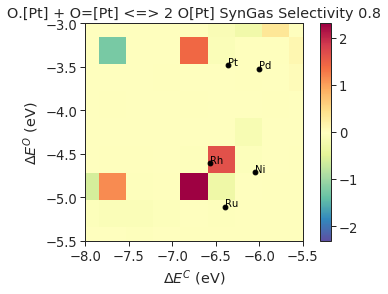 O.[Pt] + O=[Pt] <=> 2 O[Pt] SynGas Selectivity 0.8
−3.0
−3.5
−4.0
−4.5
−5.0
−5.5
ΔE^O (eV)
Pt
Rh
Ni
Ru
−8.0 −7.5 −7.0 −6.5 −6.0 −5.5
ΔE^C (eV)
2
1
0
−1
−2